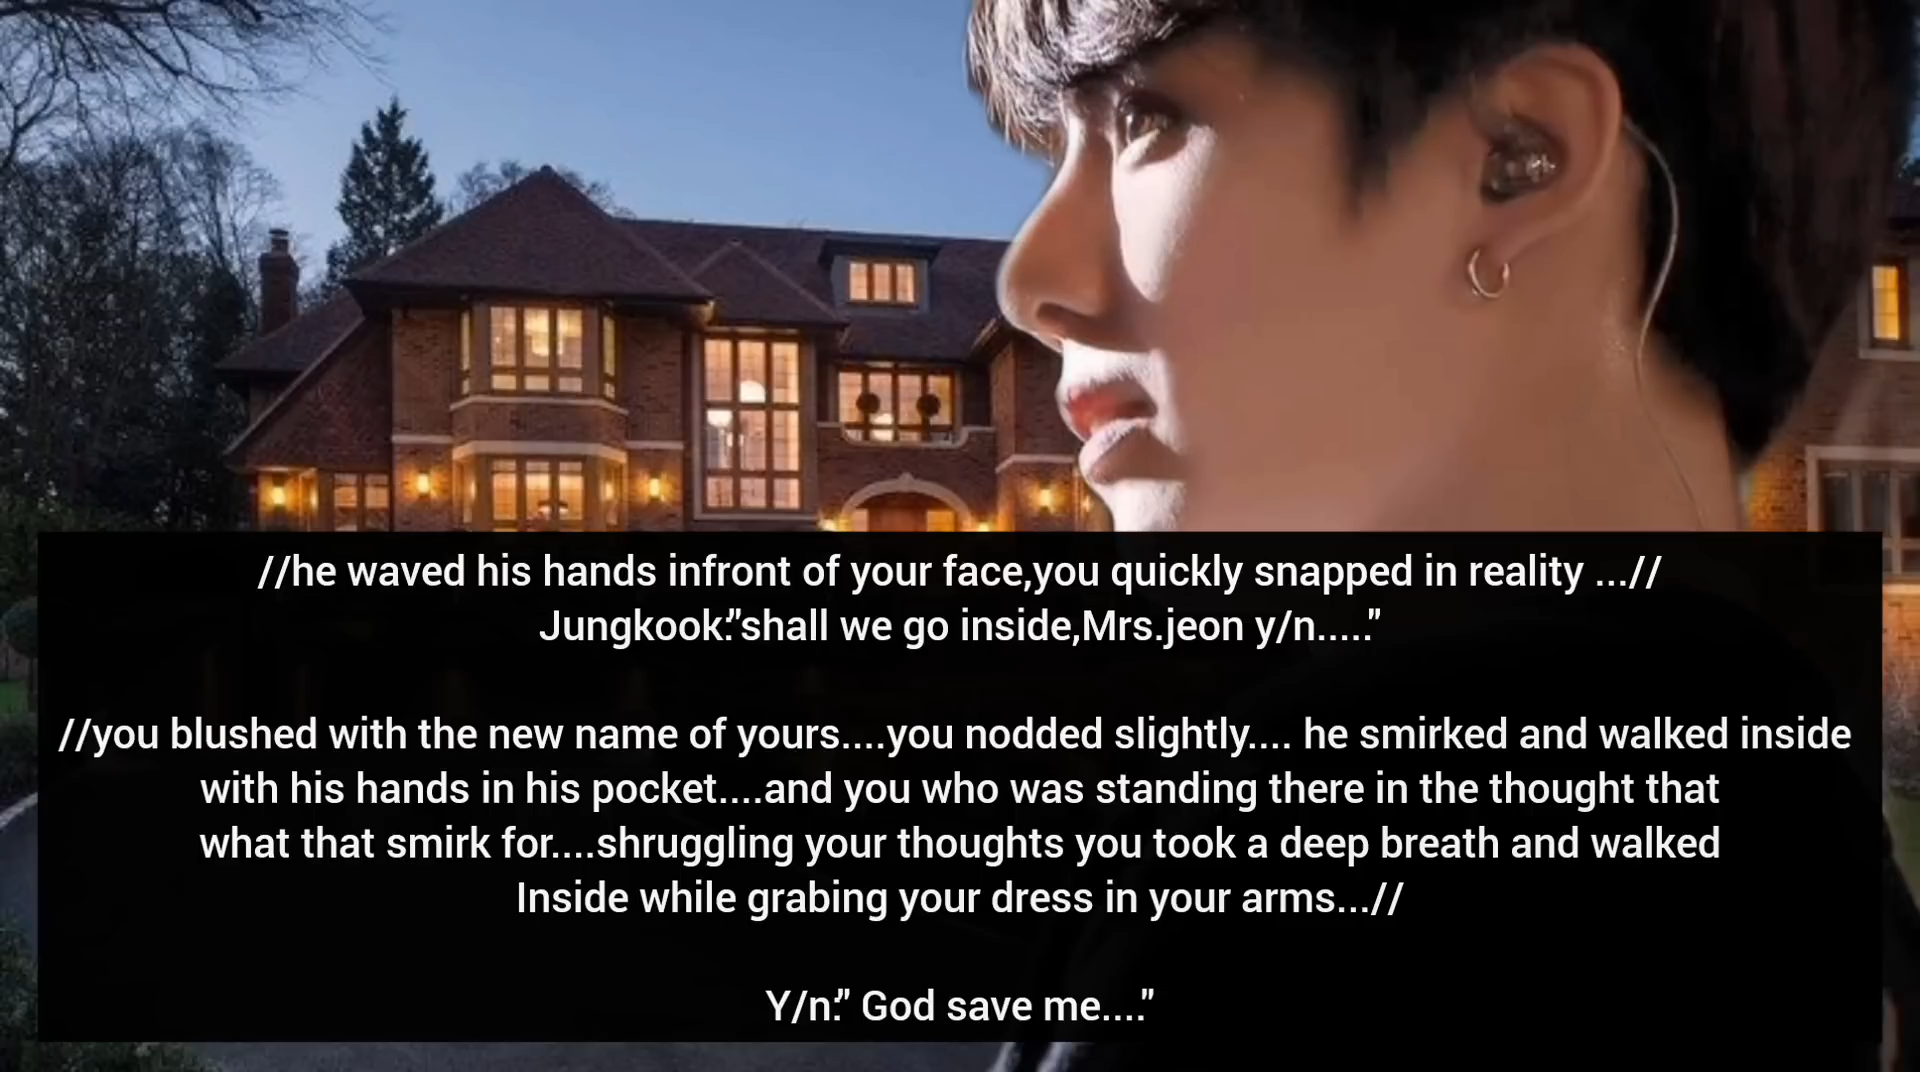 //he waved his hands infront of your face,you quickly snapped in reality ...//
Jungkook:"shall we go inside,Mrs.jeon y/n....."
//you blushed with the new name of yours....you nodded slightly.... he smirked and walked inside
with his hands in his pocket....and you who was standing there in the thought that
what that smirk for....shruggling your thoughts you took a deep breath and walked
Inside while grabing your dress in your arms...//
Y/n:" God save me...."